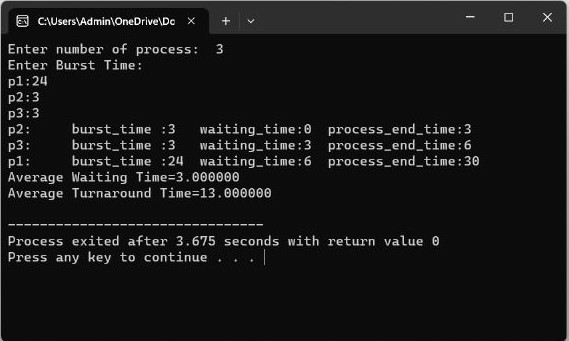 C:\Users\Admin\OneDrive\Dc
Enter number of process:  3
Enter Burst Time:
p1:24
p2:3
p3:3
p2:     burst_time :3   waiting_time:0  process_end_time:3
p3:     burst_time :3   waiting_time:3  process_end_time:6
p1:     burst_time :24  waiting_time:6  process_end_time:30
Average Waiting Time=3.000000
Average Turnaround Time=13.000000
--------------------------------
Process exited after 3.675 seconds with return value 0
Press any key to continue . . .